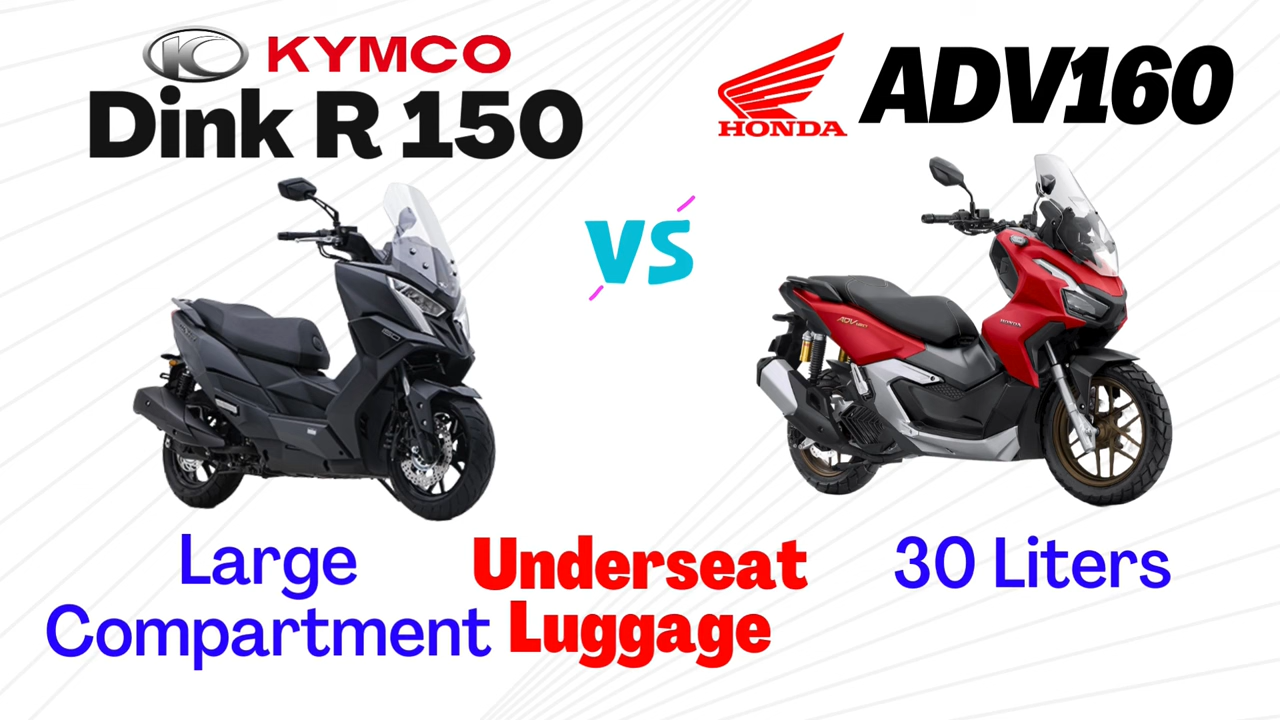 KYMCO
Dink R 150
HONDA
ADV160
VS
Large
Compartment
Underseat
Luggage
30 Liters